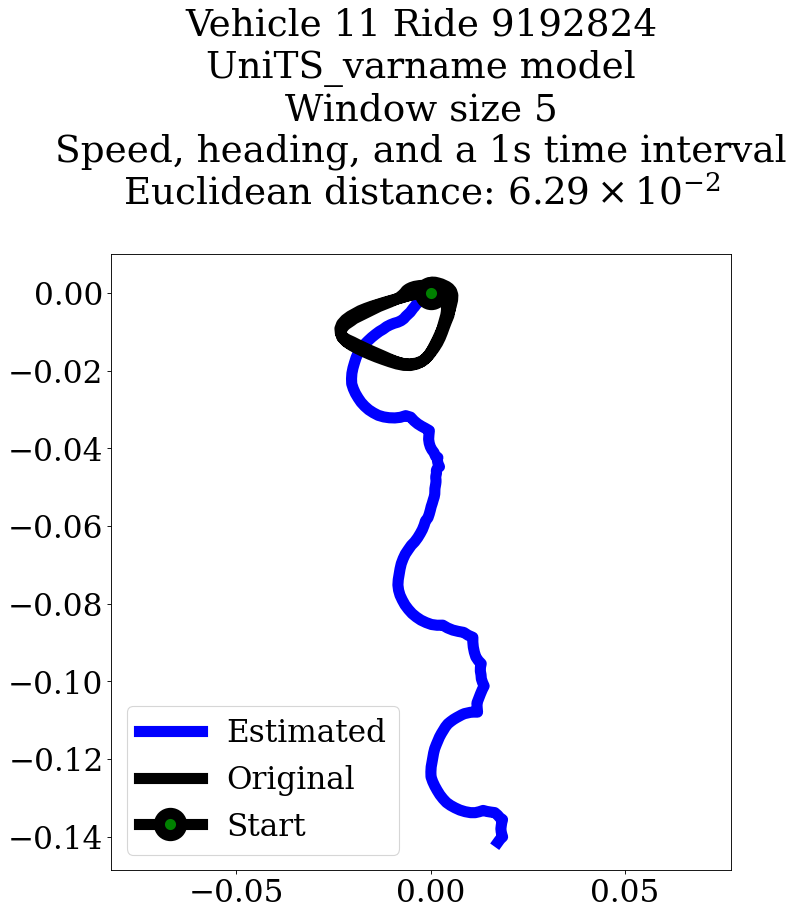 Vehicle 11 Ride 9192824
UniTS_varname model
Window size 5
Speed, heading, and a 1s time interval
Euclidean distance: 6.29 × 10⁻²
0.00
−0.02
−0.04
−0.06
−0.08
−0.10
−0.12
−0.14
Estimated
Original
Start
−0.05
0.00
0.05